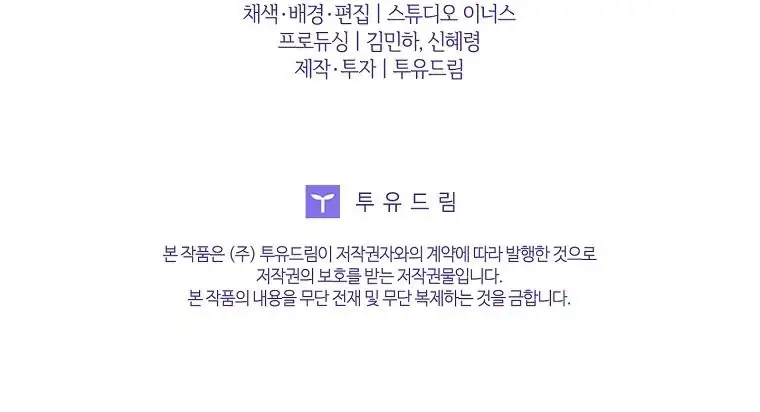 채색·배경·편집 | 스튜디오 이너스
프로듀싱 | 김민하, 신혜령
제작·투자 | 투유드림
투유드림
본 작품은 (주) 투유드림이 저작권자와의 계약에 따라 발행한 것으로
저작권의 보호를 받는 저작권물입니다.
본 작품의 내용을 무단 전재 및 무단 복제하는 것을 금합니다.